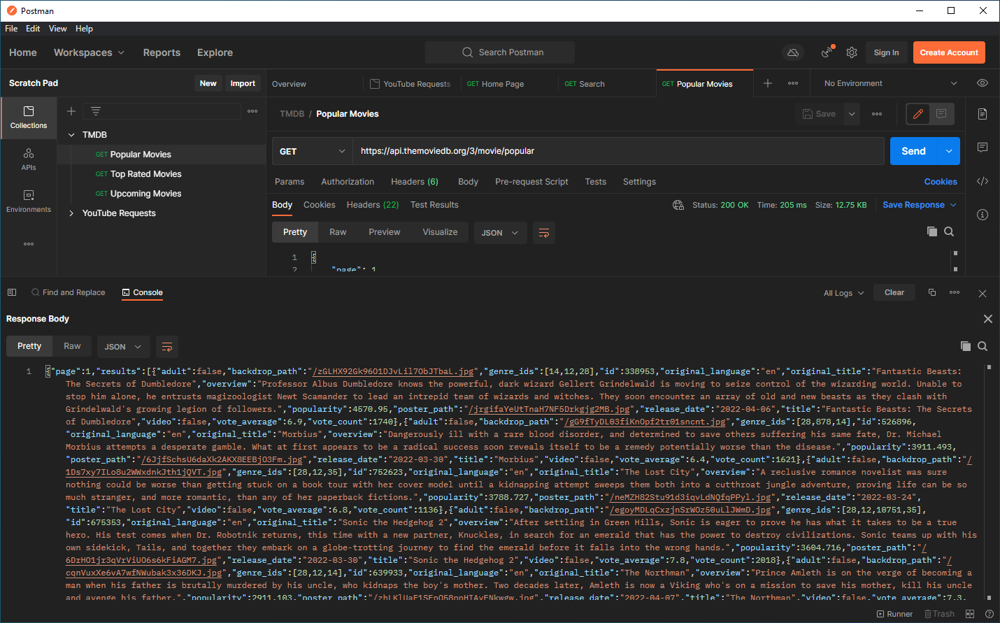 Postman
File Edit View Help
Home Workspaces Reports Explore Search Postman Sign In Create Account
Scratch Pad New Import Overview YouTube Requests GET Home Page GET Search GET Popular Movies No Environment
Collections
APIs
Environments
TMDB
GET Popular Movies
GET Top Rated Movies
GET Upcoming Movies
YouTube Requests
TMDB / Popular Movies Save
GET https://api.themoviedb.org/3/movie/popular Send
Params Authorization Headers (6) Body Pre-request Script Tests Settings Cookies
Body Cookies Headers (22) Test Results Status: 200 OK Time: 205 ms Size: 12.75 KB Save Response
Pretty Raw Preview Visualize JSON
1 {
2 "page": 1
Find and Replace Console All Logs Clear
Response Body
Pretty Raw JSON
1 {"page":1,"results":[{"adult":false,"backdrop_path":"/zGLHX92Gk96O1DJvLil7ObJTbaL.jpg","genre_ids":[14,12,28],"id":338953,"original_language":"en","original_title":"Fantastic Beasts:
The Secrets of Dumbledore","overview":"Professor Albus Dumbledore knows the powerful, dark wizard Gellert Grindelwald is moving to seize control of the wizarding world. Unable to
stop him alone, he entrusts magizoologist Newt Scamander to lead an intrepid team of wizards and witches. They soon encounter an array of old and new beasts as they clash with
Grindelwald's growing legion of followers.","popularity":4570.95,"poster_path":"/jrgifaYeUtTnaH7NF5Drkgjg2MB.jpg","release_date":"2022-04-06","title":"Fantastic Beasts: The Secrets
of Dumbledore","video":false,"vote_average":6.9,"vote_count":1740},{"adult":false,"backdrop_path":"/gG9fTyDL03fiKnOpf2tr01sncnt.jpg","genre_ids":[28,878,14],"id":526896,
"original_language":"en","original_title":"Morbius","overview":"Dangerously ill with a rare blood disorder, and determined to save others suffering his same fate, Dr. Michael
Morbius attempts a desperate gamble. What at first appears to be a radical success soon reveals itself to be a remedy potentially worse than the disease.","popularity":3911.493,
"poster_path":"/6JjfSchsU6daXk2AKX8EEBjO3Fm.jpg","release_date":"2022-03-30","title":"Morbius","video":false,"vote_average":6.4,"vote_count":1621},{"adult":false,"backdrop_path":"/
1Ds7xy7ILo8u2WWxdnkJth1jQVT.jpg","genre_ids":[28,12,35],"id":752623,"original_language":"en","original_title":"The Lost City","overview":"A reclusive romance novelist was sure
nothing could be worse than getting stuck on a book tour with her cover model until a kidnapping attempt sweeps them both into a cutthroat jungle adventure, proving life can be so
much stranger, and more romantic, than any of her paperback fictions.","popularity":3788.727,"poster_path":"/neMZH82Stu91d3iqvLdNQfqPPyl.jpg","release_date":"2022-03-24",
"title":"The Lost City","video":false,"vote_average":6.8,"vote_count":1136},{"adult":false,"backdrop_path":"/egoyMDLqCxzjnSrWOz50uLlJWmD.jpg","genre_ids":[28,12,10751,35],
"id":675353,"original_language":"en","original_title":"Sonic the Hedgehog 2","overview":"After settling in Green Hills, Sonic is eager to prove he has what it takes to be a true
hero. His test comes when Dr. Robotnik returns, this time with a new partner, Knuckles, in search for an emerald that has the power to destroy civilizations. Sonic teams up with his
own sidekick, Tails, and together they embark on a globe-trotting journey to find the emerald before it falls into the wrong hands.","popularity":3604.716,"poster_path":"/
6DrHO1jr3qVrViUO6s6kFiAGM7.jpg","release_date":"2022-03-30","title":"Sonic the Hedgehog 2","video":false,"vote_average":7.8,"vote_count":2018},{"adult":false,"backdrop_path":"/
cqnVuxXe6vA7wfNWubak3x36DKJ.jpg","genre_ids":[28,12,14],"id":639933,"original_language":"en","original_title":"The Northman","overview":"Prince Amleth is on the verge of becoming a
man when his father is brutally murdered by his uncle, who kidnaps the boy's mother. Two decades later, Amleth is now a Viking who's on a mission to save his mother, kill his uncle
and avenge his father.","popularity":2911.103,"poster_path":"/zhLKlUaF1SEpO58ppHIAyENkwgw.jpg","release_date":"2022-04-07","title":"The Northman","video":false,"vote_average":7.3,
Runner Trash